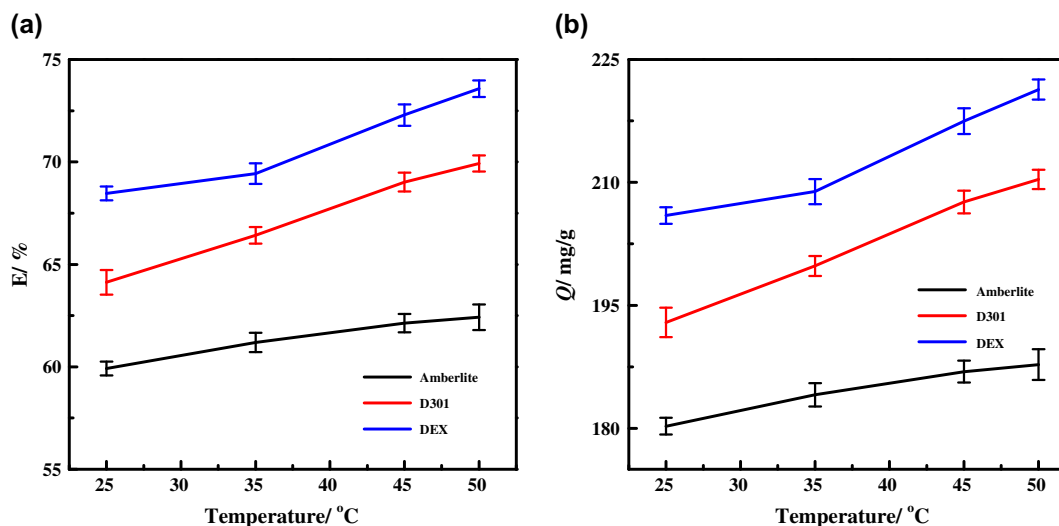 (a)
75
70
65
60
55
E/ %
Amberlite
D301
DEX
25 30 35 40 45 50
Temperature/ °C
(b)
225
210
195
180
Q/ mg/g
Amberlite
D301
DEX
25 30 35 40 45 50
Temperature/ °C